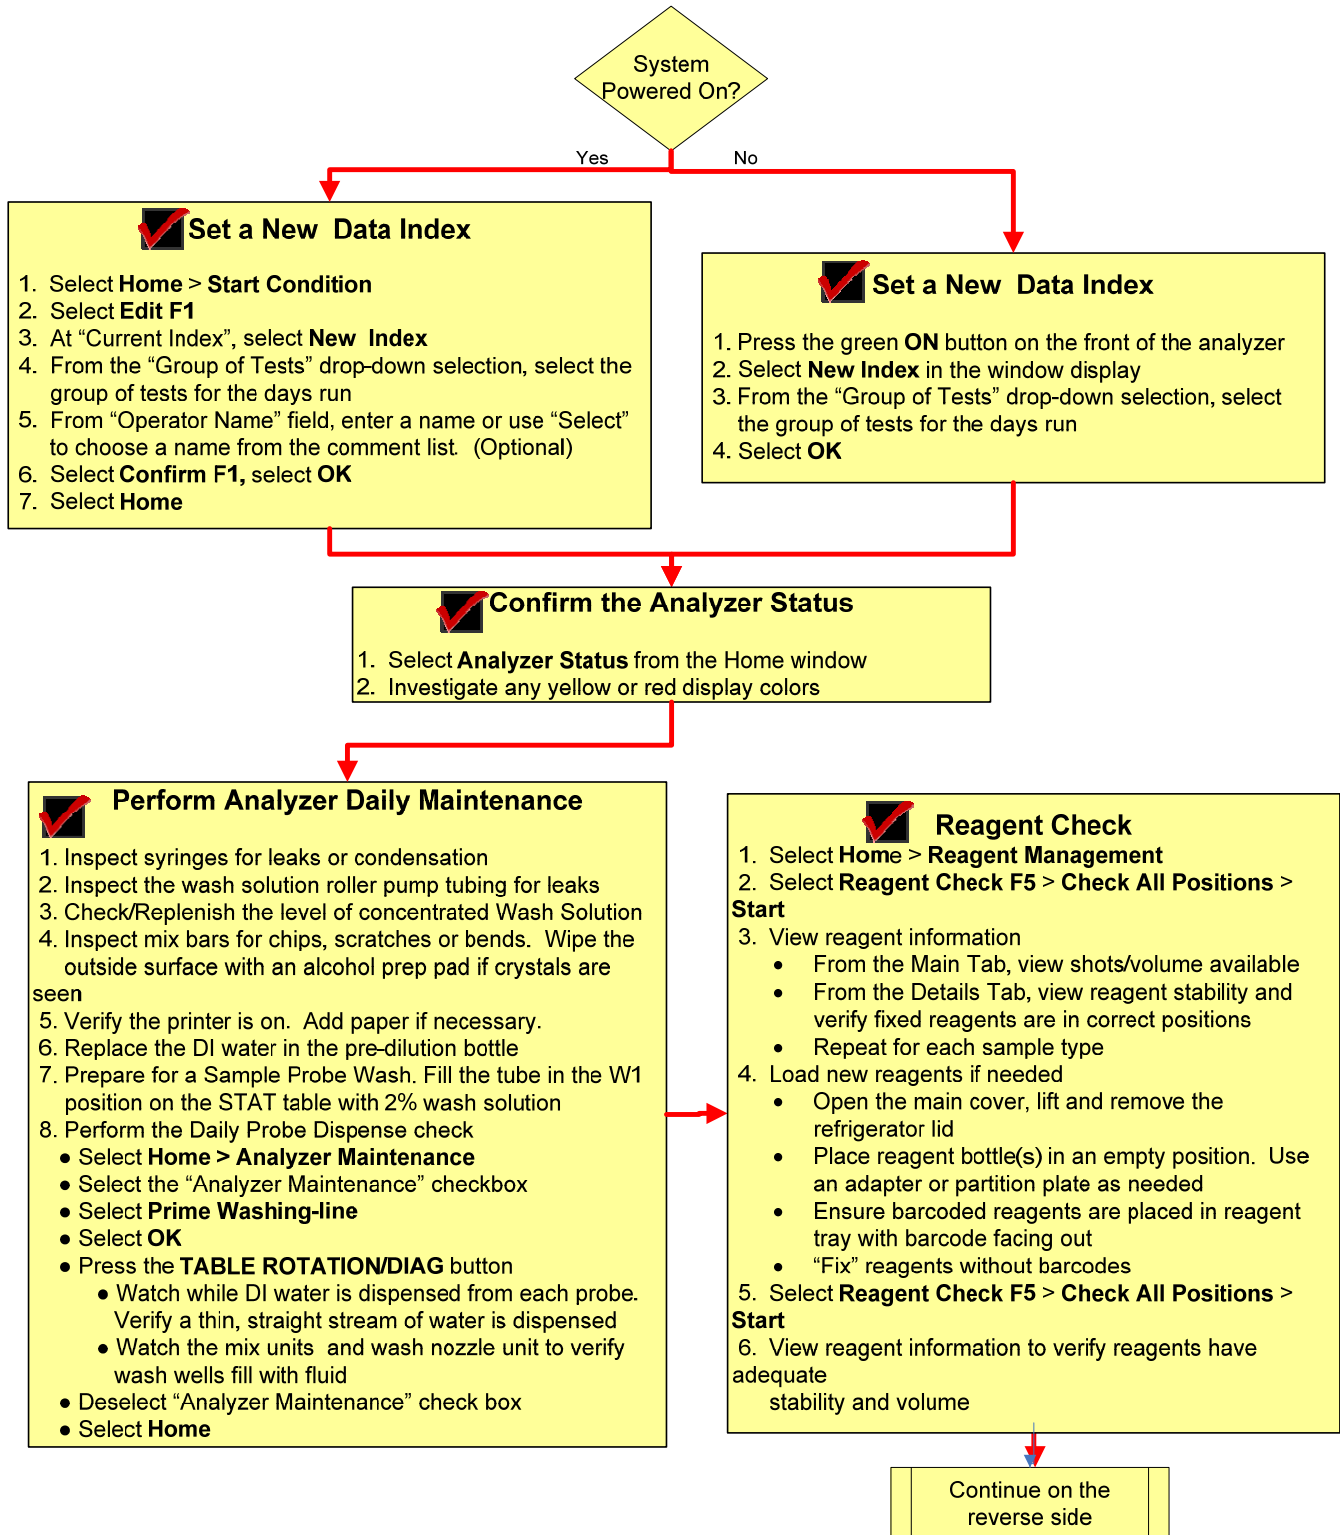 System
Powered On?
Yes
No
Set a New Data Index
1. Select Home > Start Condition
2. Select Edit F1
3. At “Current Index”, select New Index
4. From the “Group of Tests” drop-down selection, select the
group of tests for the days run
5. From “Operator Name” field, enter a name or use “Select”
to choose a name from the comment list. (Optional)
6. Select Confirm F1, select OK
7. Select Home
Set a New Data Index
1. Press the green ON button on the front of the analyzer
2. Select New Index in the window display
3. From the “Group of Tests” drop-down selection, select
the group of tests for the days run
4. Select OK
Confirm the Analyzer Status
1. Select Analyzer Status from the Home window
2. Investigate any yellow or red display colors
Perform Analyzer Daily Maintenance
1. Inspect syringes for leaks or condensation
2. Inspect the wash solution roller pump tubing for leaks
3. Check/Replenish the level of concentrated Wash Solution
4. Inspect mix bars for chips, scratches or bends. Wipe the
outside surface with an alcohol prep pad if crystals are
seen
5. Verify the printer is on. Add paper if necessary.
6. Replace the DI water in the pre-dilution bottle
7. Prepare for a Sample Probe Wash. Fill the tube in the W1
position on the STAT table with 2% wash solution
8. Perform the Daily Probe Dispense check
● Select Home > Analyzer Maintenance
● Select the “Analyzer Maintenance” checkbox
● Select Prime Washing-line
● Select OK
● Press the TABLE ROTATION/DIAG button
● Watch while DI water is dispensed from each probe.
Verify a thin, straight stream of water is dispensed
● Watch the mix units and wash nozzle unit to verify
wash wells fill with fluid
● Deselect “Analyzer Maintenance” check box
● Select Home
Reagent Check
1. Select Home > Reagent Management
2. Select Reagent Check F5 > Check All Positions >
Start
3. View reagent information
• From the Main Tab, view shots/volume available
• From the Details Tab, view reagent stability and
verify fixed reagents are in correct positions
• Repeat for each sample type
4. Load new reagents if needed
• Open the main cover, lift and remove the
refrigerator lid
• Place reagent bottle(s) in an empty position. Use
an adapter or partition plate as needed
• Ensure barcoded reagents are placed in reagent
tray with barcode facing out
• “Fix” reagents without barcodes
5. Select Reagent Check F5 > Check All Positions >
Start
6. View reagent information to verify reagents have
adequate
stability and volume
Continue on the
reverse side